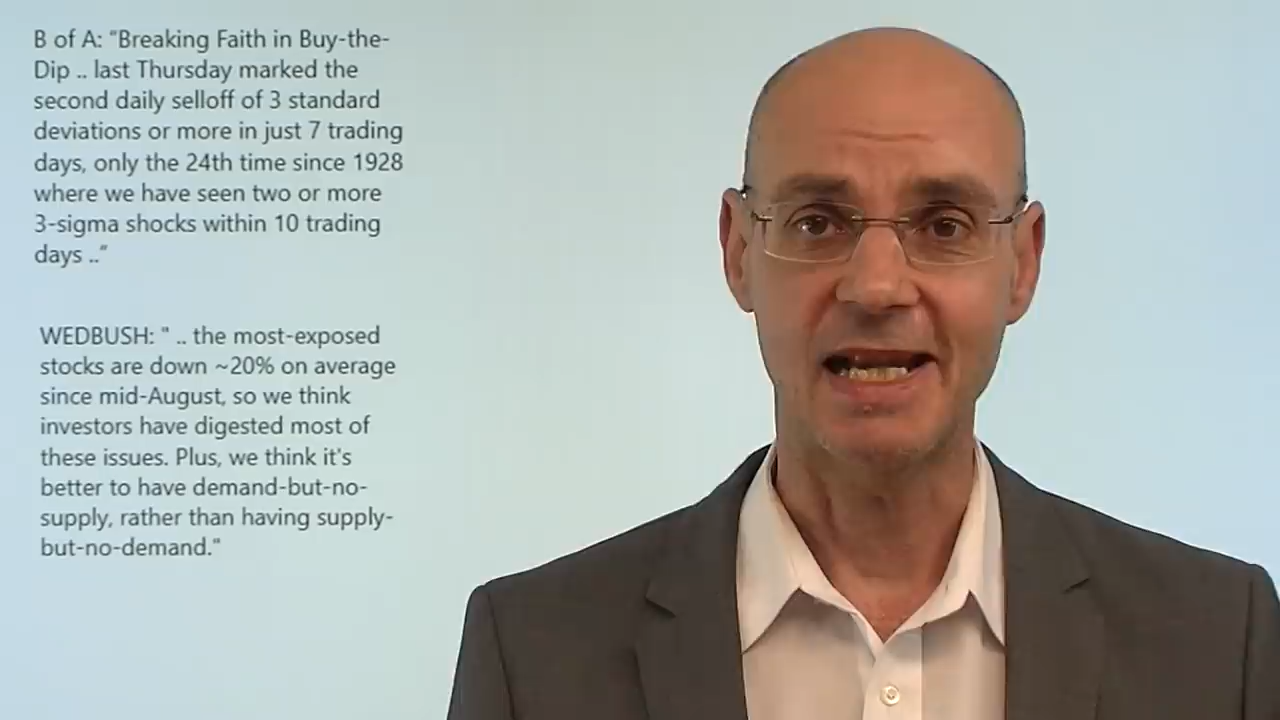 B of A: "Breaking Faith in Buy-the-
Dip .. last Thursday marked the
second daily selloff of 3 standard
deviations or more in just 7 trading
days, only the 24th time since 1928
where we have seen two or more
3-sigma shocks within 10 trading
days .."
WEDBUSH: " .. the most-exposed
stocks are down ~20% on average
since mid-August, so we think
investors have digested most of
these issues. Plus, we think it's
better to have demand-but-no-
supply, rather than having supply-
but-no-demand."